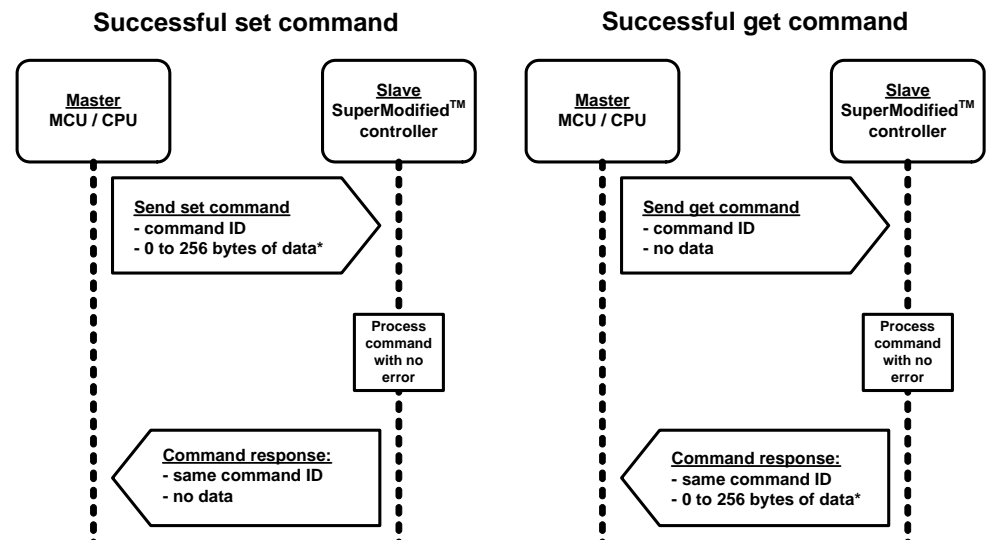 Successful set command
Master
MCU / CPU
Slave
SuperModified™
controller
Send set command
- command ID
- 0 to 256 bytes of data*
Process
command
with no
error
Command response:
- same command ID
- no data
Successful get command
Master
MCU / CPU
Slave
SuperModified™
controller
Send get command
- command ID
- no data
Process
command
with no
error
Command response:
- same command ID
- 0 to 256 bytes of data*